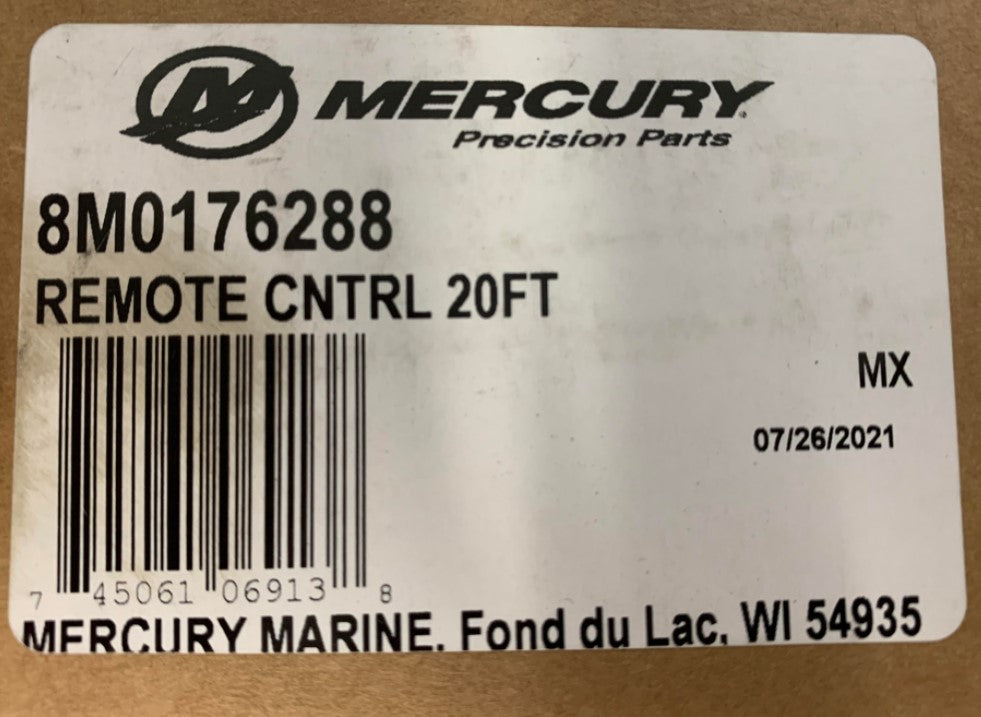 MERCURY
Precision Parts
8M0176288
REMOTE CNTRL 20FT
MX
07/26/2021
7 45061 06913 8
MERCURY MARINE, Fond du Lac, WI 54935